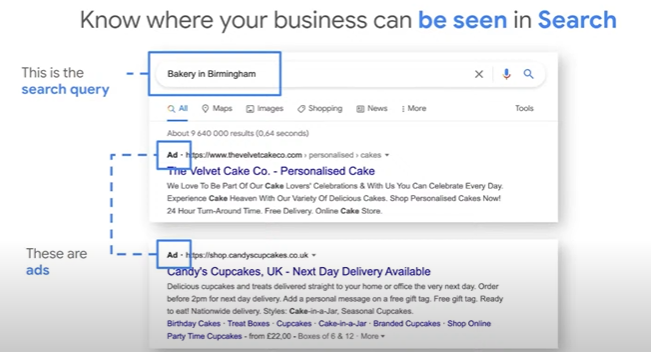 Know where your business can be seen in Search
This is the
search query
Bakery in Birmingham
All Maps Images Shopping News More Tools
About 9 640 000 results (0,64 seconds)
Ad · https://www.thevelvetcakeco.com › personalised › cakes
The Velvet Cake Co. - Personalised Cake
We Love To Be Part Of Our Cake Lovers' Celebrations & With Us You Can Celebrate Every Day.
Experience Cake Heaven With Our Variety Of Delicious Cakes. Shop Personalised Cakes Now!
24 Hour Turn-Around Time. Free Delivery. Online Cake Store.
These are
ads
Ad · https://shop.candyscupcakes.co.uk
Candy's Cupcakes, UK - Next Day Delivery Available
Delicious cupcakes and treats delivered straight to your home or office the very next day. Order
before 2pm for next day delivery. Add a personal message on a free gift tag. Free gift tag. Ready
to eat! Nationwide delivery. Styles: Cake-in-a-Jar, Seasonal Cupcakes.
Birthday Cakes · Treat Boxes · Cupcakes · Cake-in-a-Jar · Branded Cupcakes · Shop Online
Party Time Cupcakes - from £22,00 - Boxes of 6 & 12 · More